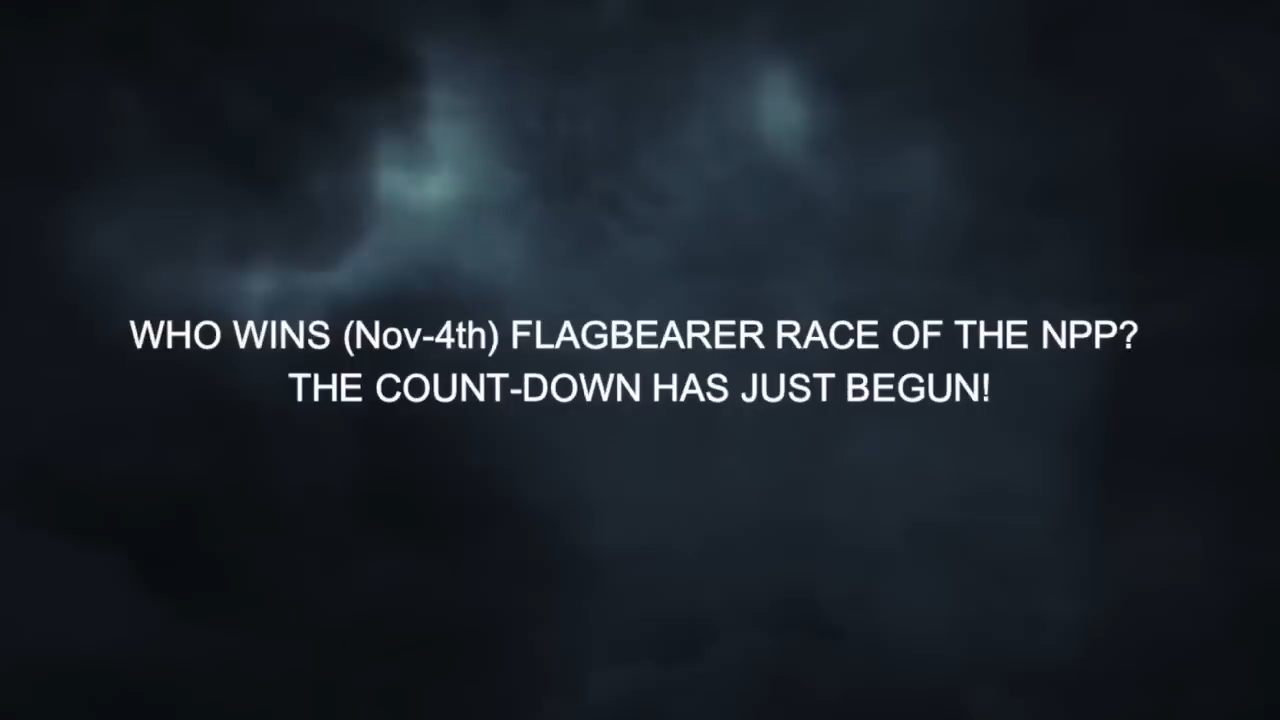 WHO WINS (Nov-4th) FLAGBEARER RACE OF THE NPP?
THE COUNT-DOWN HAS JUST BEGUN!